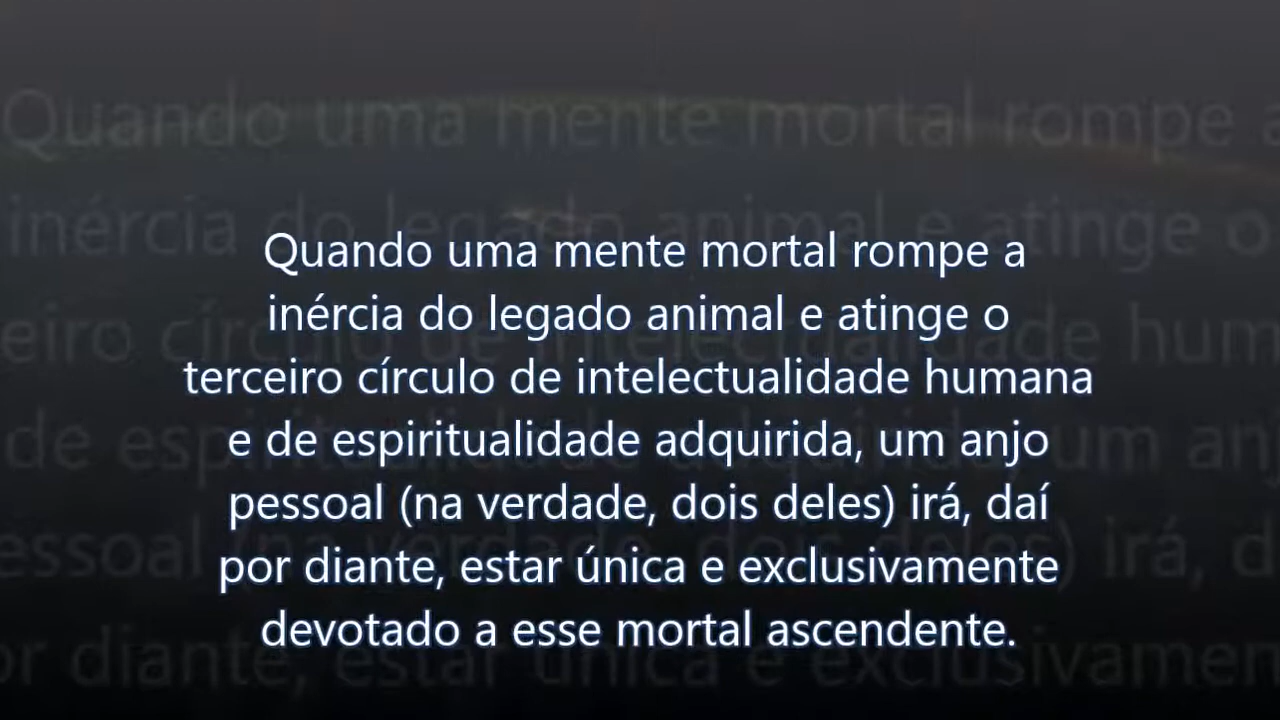 Quando uma mente mortal rompe a
inércia do legado animal e atinge o
terceiro círculo de intelectualidade humana
e de espiritualidade adquirida, um anjo
pessoal (na verdade, dois deles) irá, daí
por diante, estar única e exclusivamente
devotado a esse mortal ascendente.